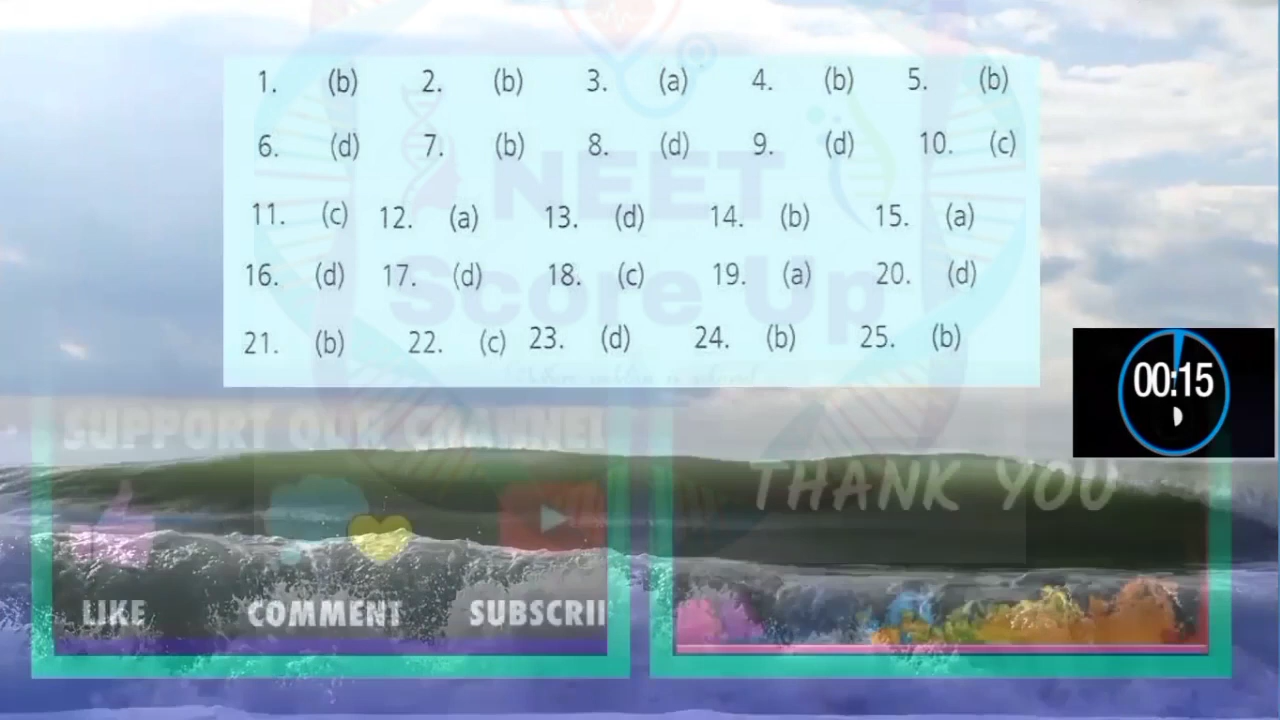 1. (b) 2. (b) 3. (a) 4. (b) 5. (b)
6. (d) 7. (b) 8. (d) 9. (d) 10. (c)
NEET
11. (c) 12. (a) 13. (d) 14. (b) 15. (a)
16. (d) 17. (d) 18. (c) 19. (a) 20. (d)
Score Up
21. (b) 22. (c) 23. (d) 24. (b) 25. (b)
00:15
SUPPORT OUR CHANNEL
THANK YOU
LIKE COMMENT SUBSCRI